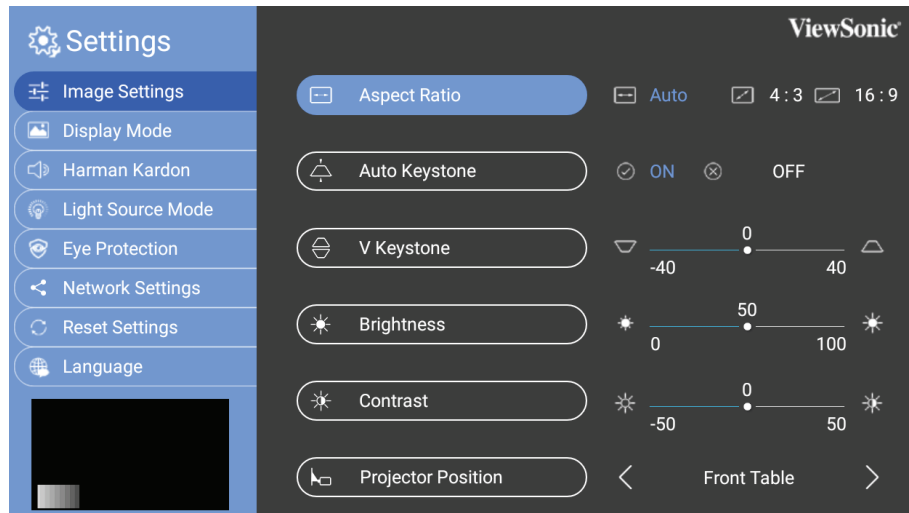 Settings
ViewSonic
Image Settings
Display Mode
Harman Kardon
Light Source Mode
Eye Protection
Network Settings
Reset Settings
Language
Aspect Ratio Auto 4:3 16:9
Auto Keystone ON OFF
V Keystone 0
-40 40
Brightness 50
0 100
Contrast 0
-50 50
Projector Position Front Table